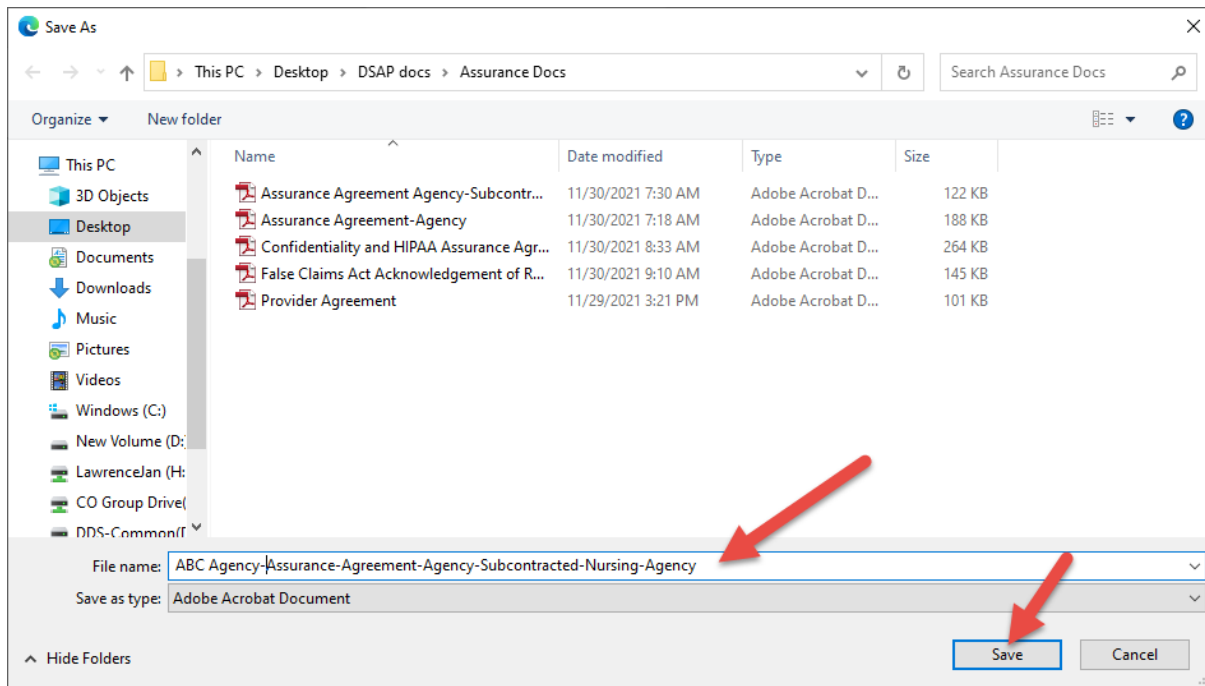 Save As
This PC > Desktop > DSAP docs > Assurance Docs
Search Assurance Docs
Organize
New folder
?
Name Date modified Type Size
This PC
3D Objects
Desktop
Documents
Downloads
Music
Pictures
Videos
Windows (C:)
New Volume (D:
LawrenceJan (H:
CO Group Drive(
DDS-Common(
Assurance Agreement Agency-Subcontr... 11/30/2021 7:30 AM Adobe Acrobat D... 122 KB
Assurance Agreement-Agency 11/30/2021 7:18 AM Adobe Acrobat D... 188 KB
Confidentiality and HIPAA Assurance Agr... 11/30/2021 8:33 AM Adobe Acrobat D... 264 KB
False Claims Act Acknowledgement of R... 11/30/2021 9:10 AM Adobe Acrobat D... 145 KB
Provider Agreement 11/29/2021 3:21 PM Adobe Acrobat D... 101 KB
File name: ABC Agency-Assurance-Agreement-Agency-Subcontracted-Nursing-Agency
Save as type: Adobe Acrobat Document
Hide Folders
Save
Cancel